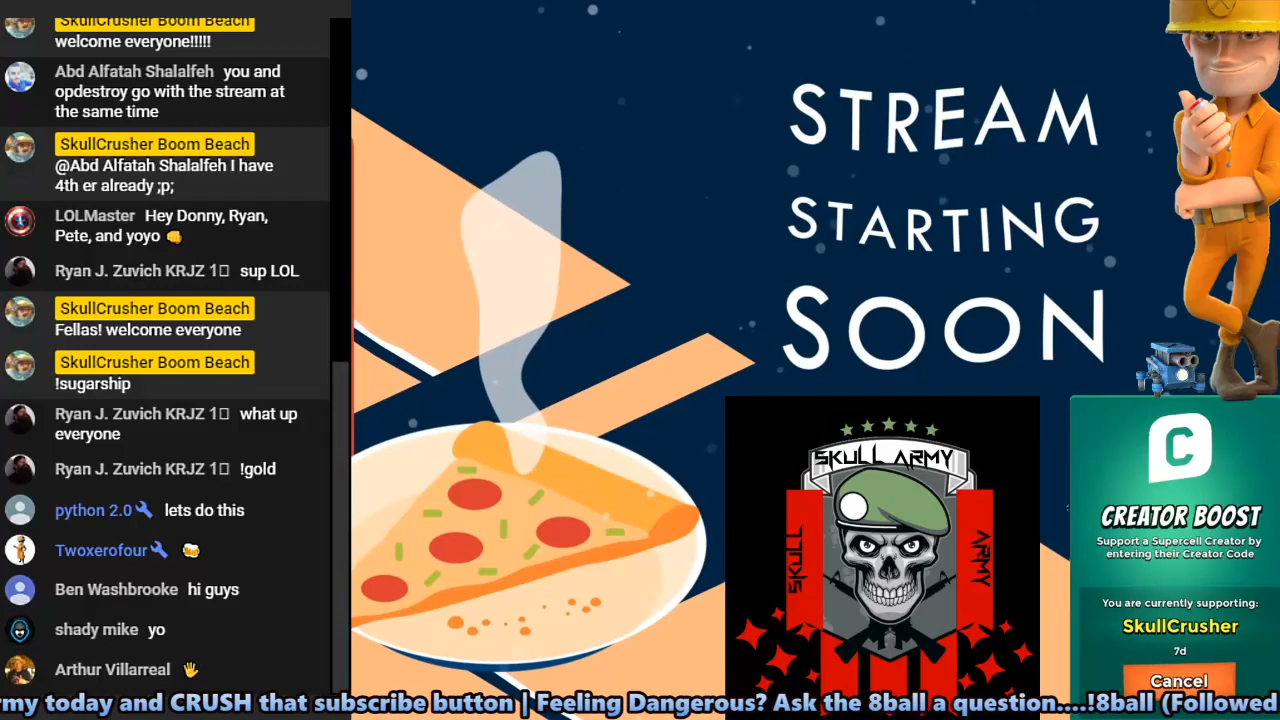 SkullCrusher Boom Beach
welcome everyone!!!!!
Abd Alfatah Shalalfeh you and
opdestroy go with the stream at
the same time
SkullCrusher Boom Beach
@Abd Alfatah Shalalfeh I have
4th er already ;p;
LOLMaster Hey Donny, Ryan,
Pete, and yoyo 👊
Ryan J. Zuvich KRJZ 1 sup LOL
SkullCrusher Boom Beach
Fellas! welcome everyone
SkullCrusher Boom Beach
!sugarship
Ryan J. Zuvich KRJZ 1 what up
everyone
Ryan J. Zuvich KRJZ 1 !gold
python 2.0 lets do this
Twoxerofour 🍻
Ben Washbrooke hi guys
shady mike yo
Arthur Villarreal 👋
STREAM
STARTING
SOON
SKULL ARMY
SKULL
ARMY
C
CREATOR BOOST
Support a Supercell Creator by
entering their Creator Code
You are currently supporting:
SkullCrusher
7d
Cancel
rmy today and CRUSH that subscribe button | Feeling Dangerous? Ask the 8ball a question....!8ball (Followed